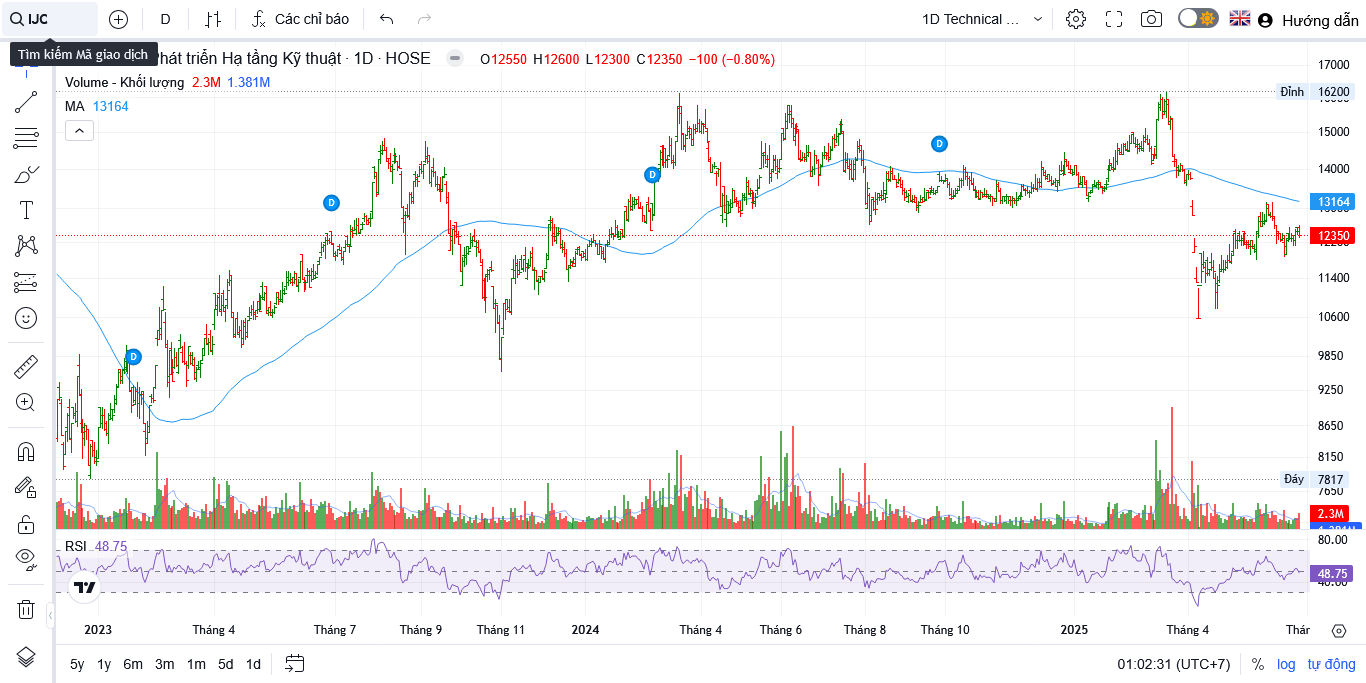 IJC D Các chỉ báo 1D Technical ... Hướng dẫn
Tìm kiếm Mã giao dịch
Phát triển Hạ tầng Kỹ thuật · 1D · HOSE O12550 H12600 L12300 C12350 −100 (−0.80%)
Volume - Khối lượng 2.3M 1.381M
MA 13164
17000
Đỉnh 16200
15000
14000
13164
12350
11400
10600
9850
9250
8650
8150
Đáy 7817
7650
2.3M
80.00
RSI 48.75
48.75
40.00
D
D
D
D
2023 Tháng 4 Tháng 7 Tháng 9 Tháng 11 2024 Tháng 4 Tháng 6 Tháng 8 Tháng 10 2025 Tháng 4 Thár
5y 1y 6m 3m 1m 5d 1d 01:02:31 (UTC+7) % log tự động